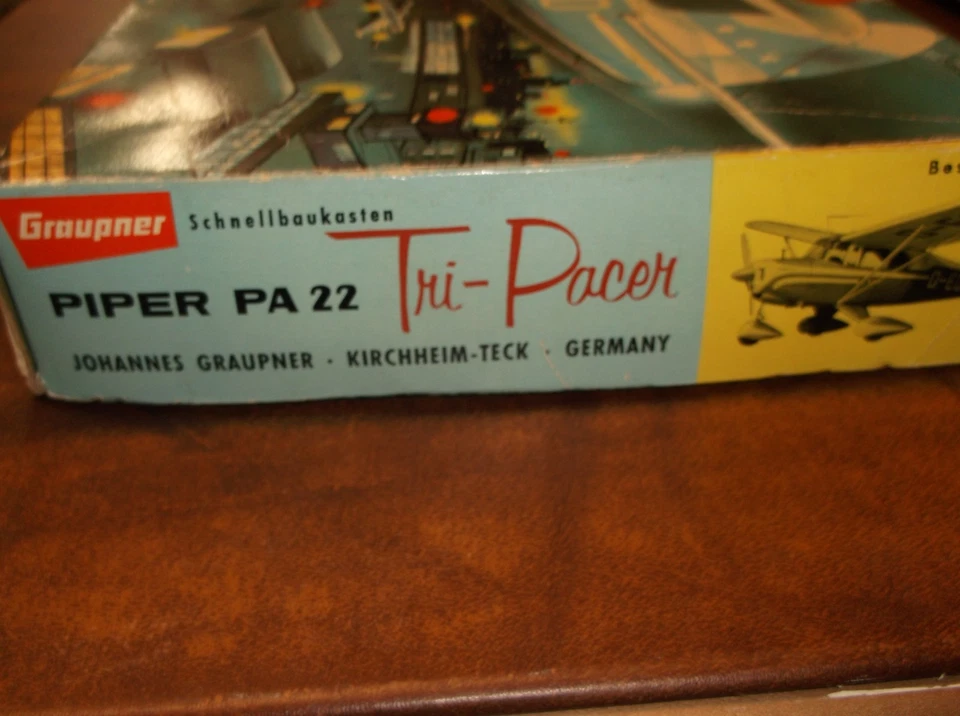 Graupner Schnellbaukasten
PIPER PA 22 Tri-Pacer
JOHANNES GRAUPNER · KIRCHHEIM-TECK · GERMANY